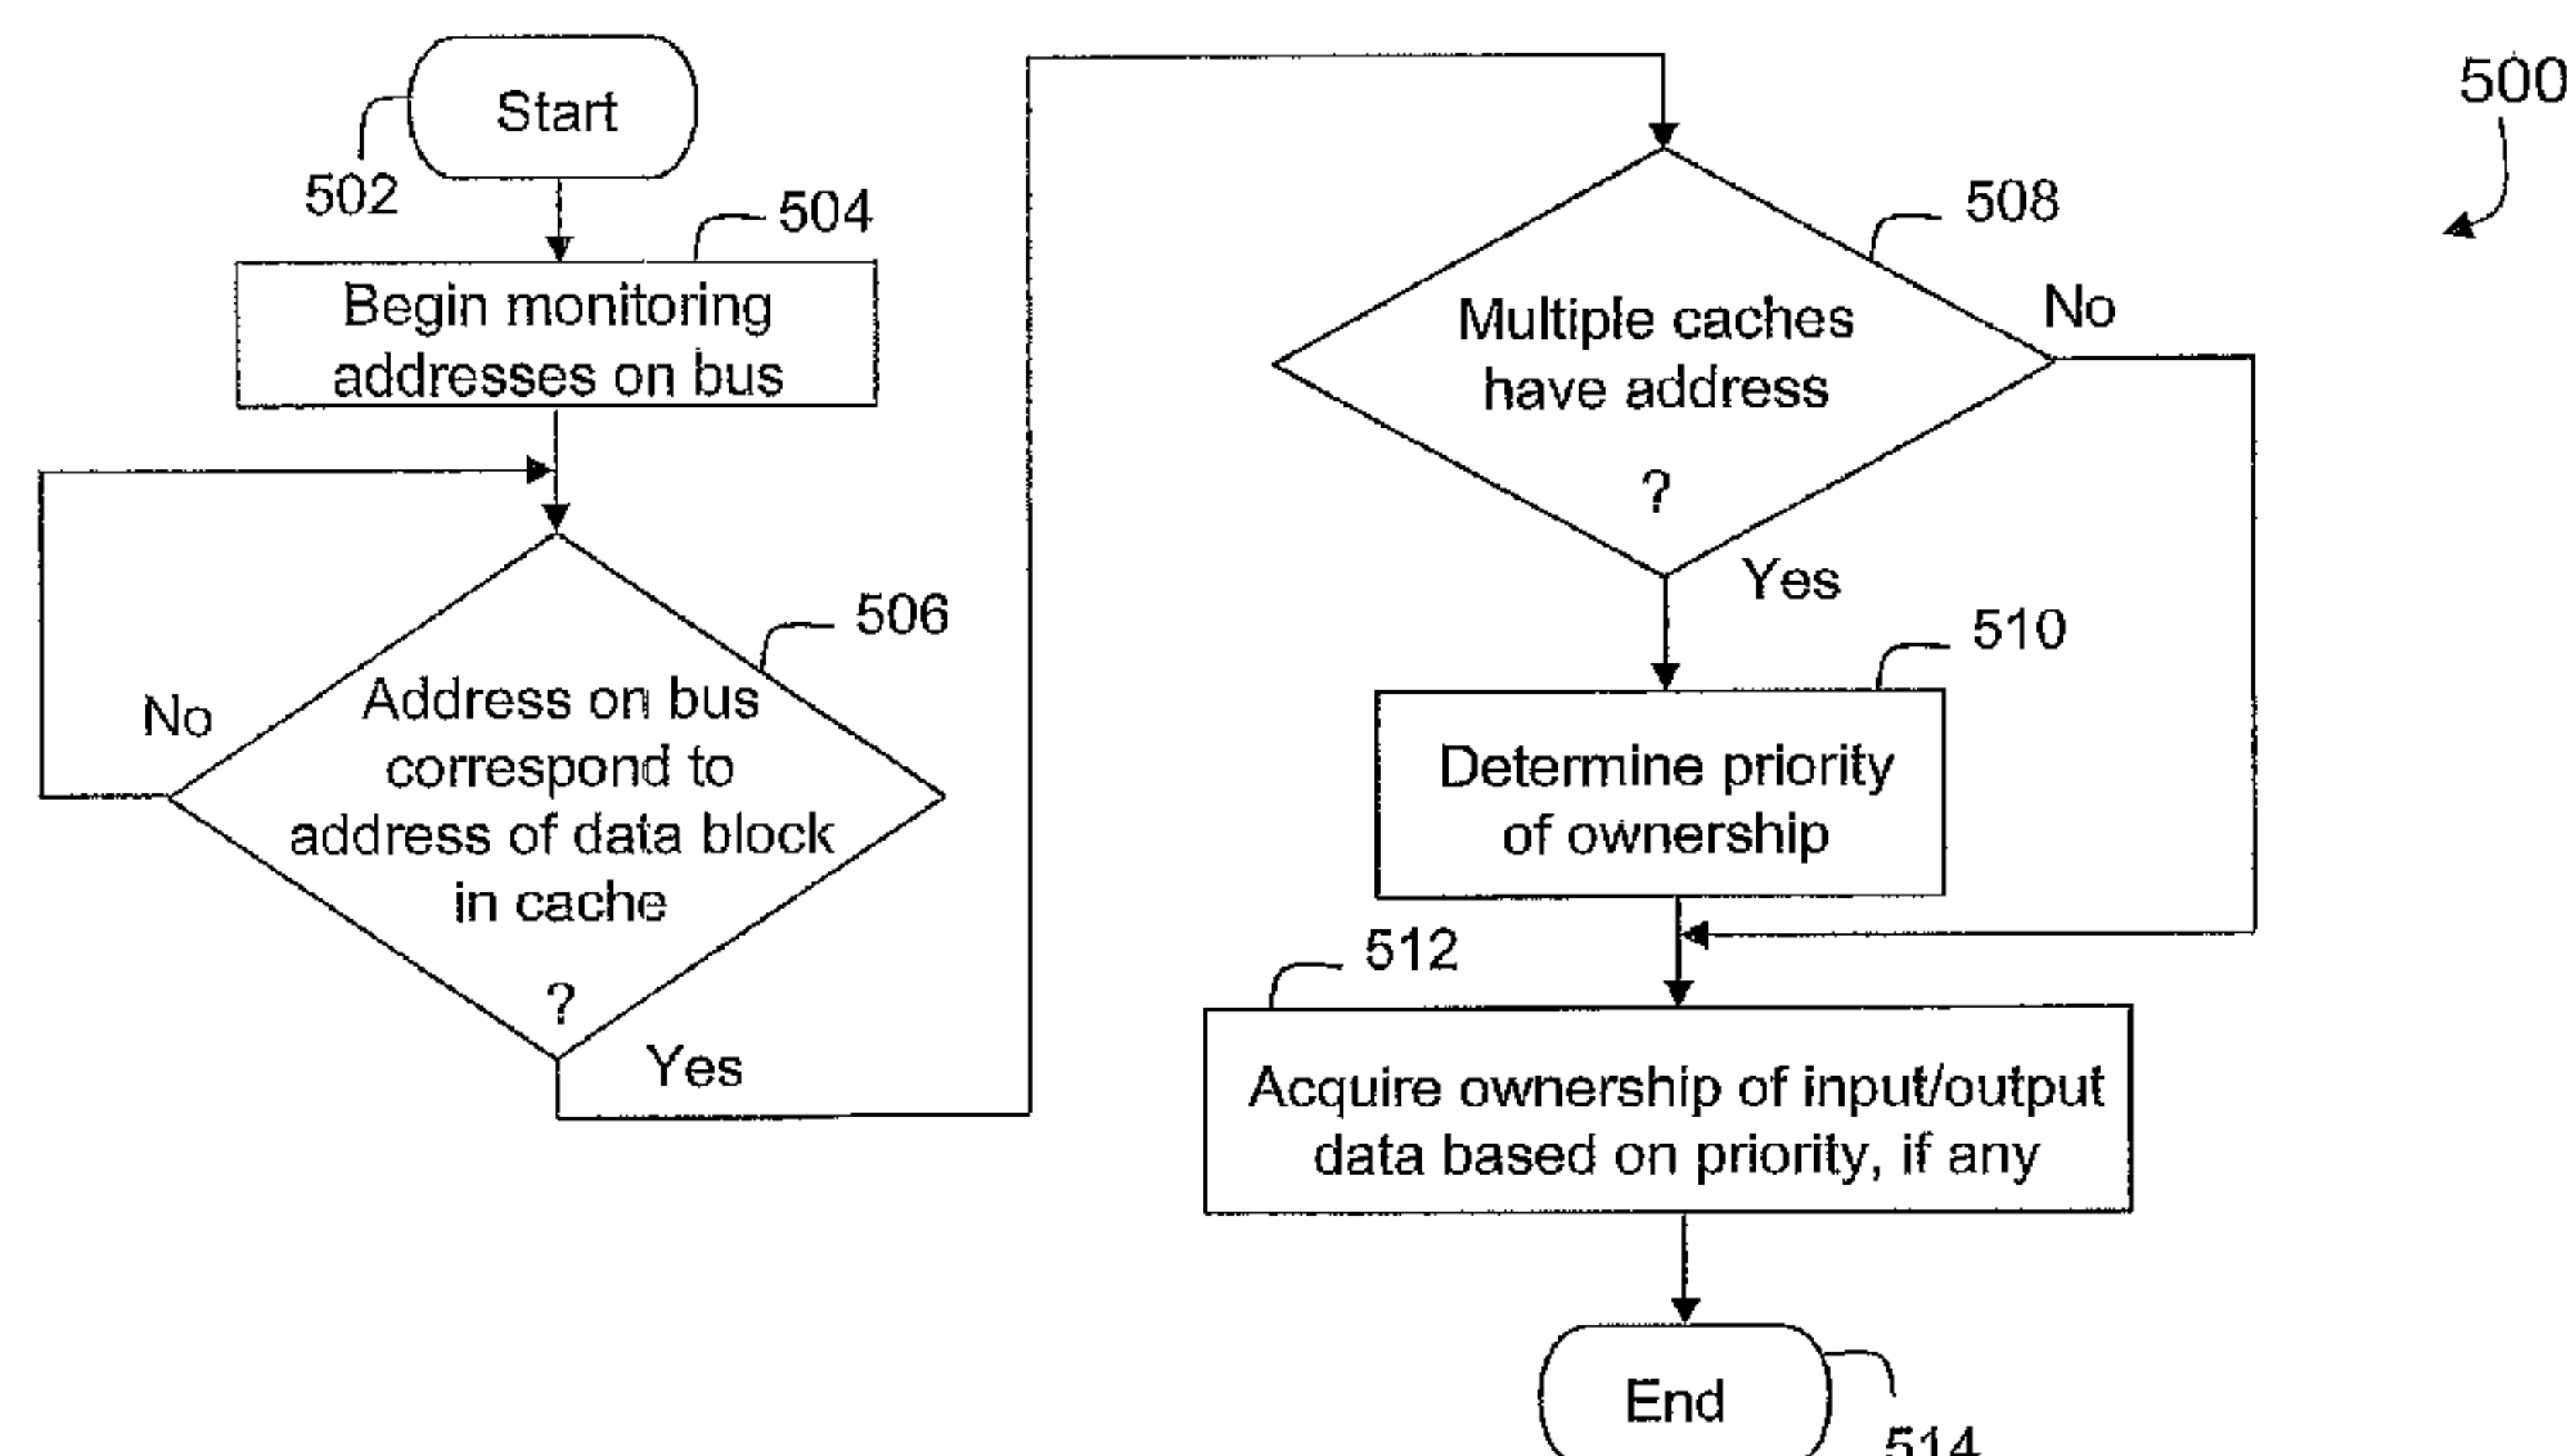 Start
502
504
Begin monitoring
addresses on bus
506
No
Address on bus
correspond to
address of data block
in cache
?
Yes
500
508
Multiple caches
have address
?
No
Yes
510
Determine priority
of ownership
512
Acquire ownership of input/output
data based on priority, if any
End
514